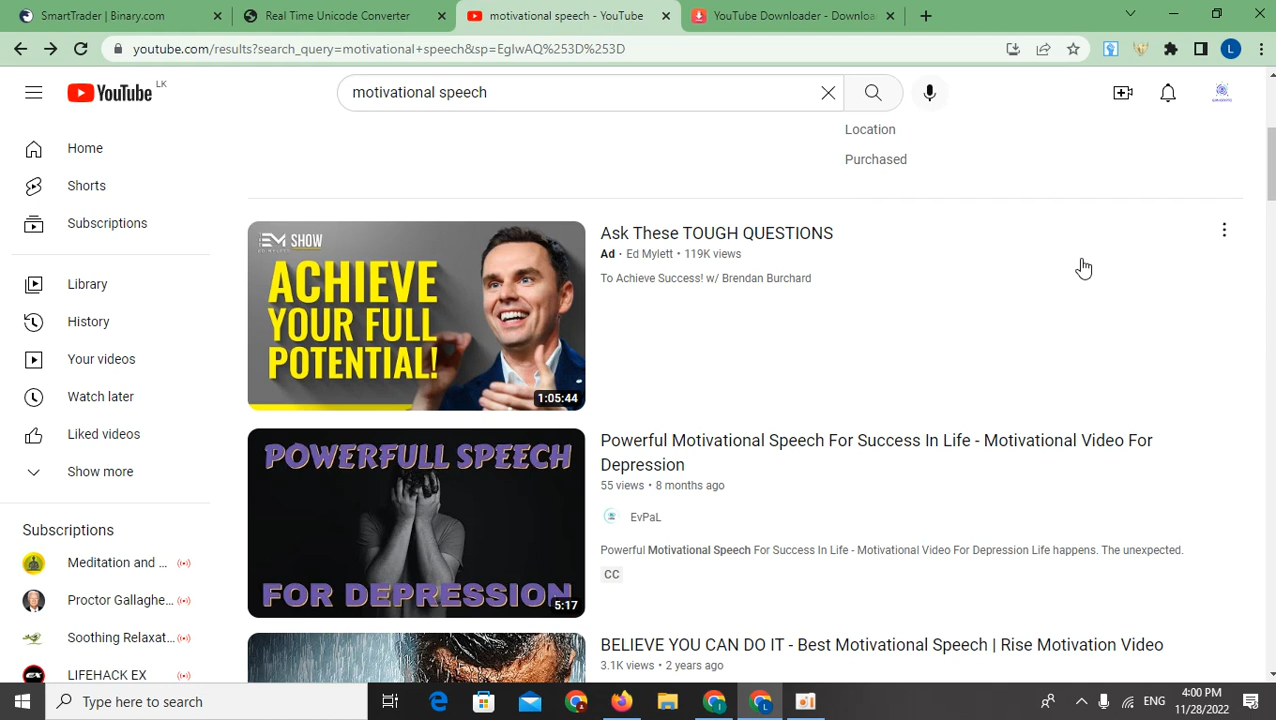 SmartTrader | Binary.com
Real Time Unicode Converter
motivational speech - YouTube
YouTube Downloader - Downloa
youtube.com/results?search_query=motivational+speech&sp=EgIwAQ%253D%253D
L
YouTube LK
motivational speech
Location
Purchased
Home
Shorts
Subscriptions
Library
History
Your videos
Watch later
Liked videos
Show more
Subscriptions
Meditation and ...
Proctor Gallaghe...
Soothing Relaxat...
LIFEHACK EX
EM SHOW
ED MYLETT
ACHIEVE
YOUR FULL
POTENTIAL!
1:05:44
Ask These TOUGH QUESTIONS
Ad · Ed Mylett • 119K views
To Achieve Success! w/ Brendan Burchard
POWERFULL SPEECH
FOR DEPRESSION
5:17
Powerful Motivational Speech For Success In Life - Motivational Video For
Depression
55 views • 8 months ago
EvPaL
Powerful Motivational Speech For Success In Life - Motivational Video For Depression Life happens. The unexpected.
CC
BELIEVE YOU CAN DO IT - Best Motivational Speech | Rise Motivation Video
3.1K views • 2 years ago
Type here to search
ENG
4:00 PM
11/28/2022